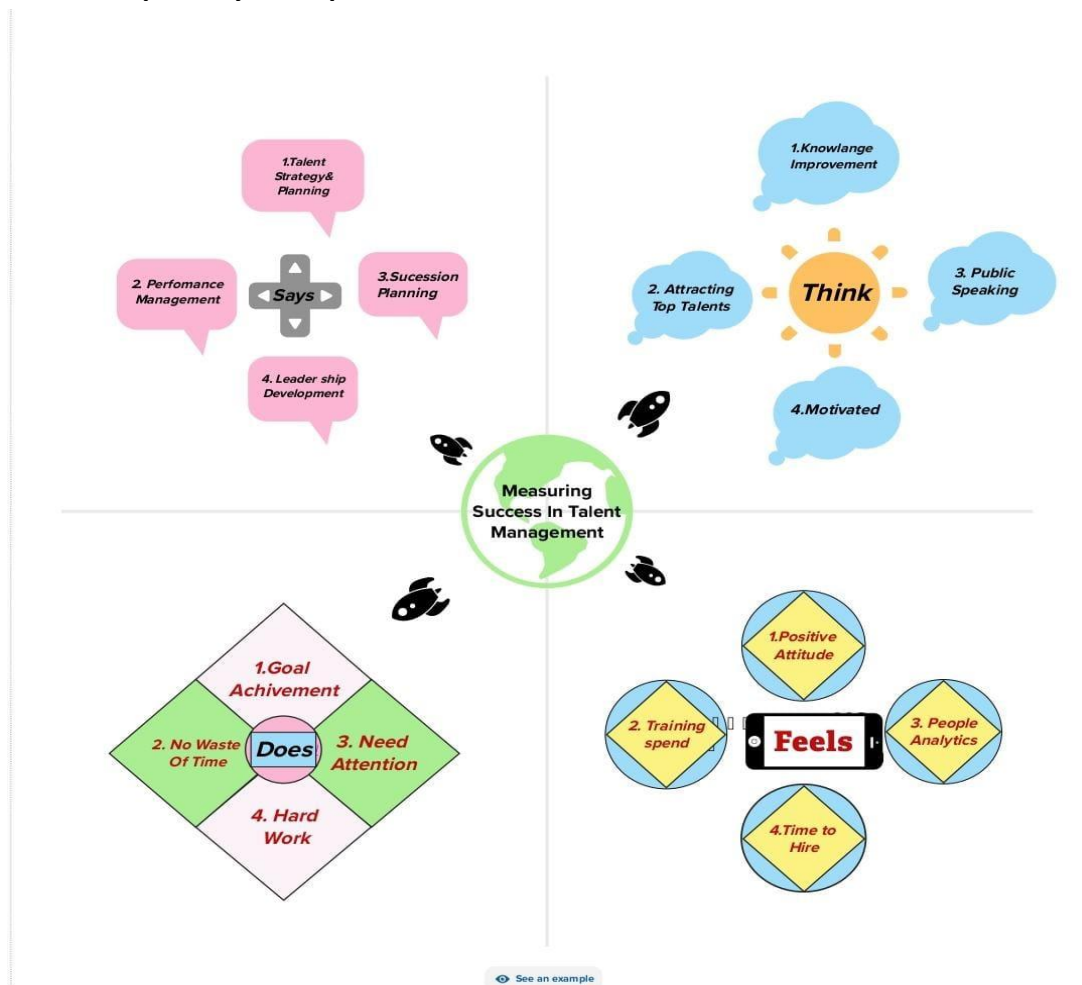 1.Talent
Strategy&
Planning
2. Perfomance
Management
Says
3.Sucession
Planning
4. Leader ship
Development
1.Knowlange
Improvement
2. Attracting
Top Talents
Think
3. Public
Speaking
4.Motivated
Measuring
Success In Talent
Management
1.Goal
Achivement
2. No Waste
Of Time
Does
3. Need
Attention
4. Hard
Work
1.Positive
Attitude
2. Training
spend
Feels
3. People
Analytics
4.Time to
Hire
See an example